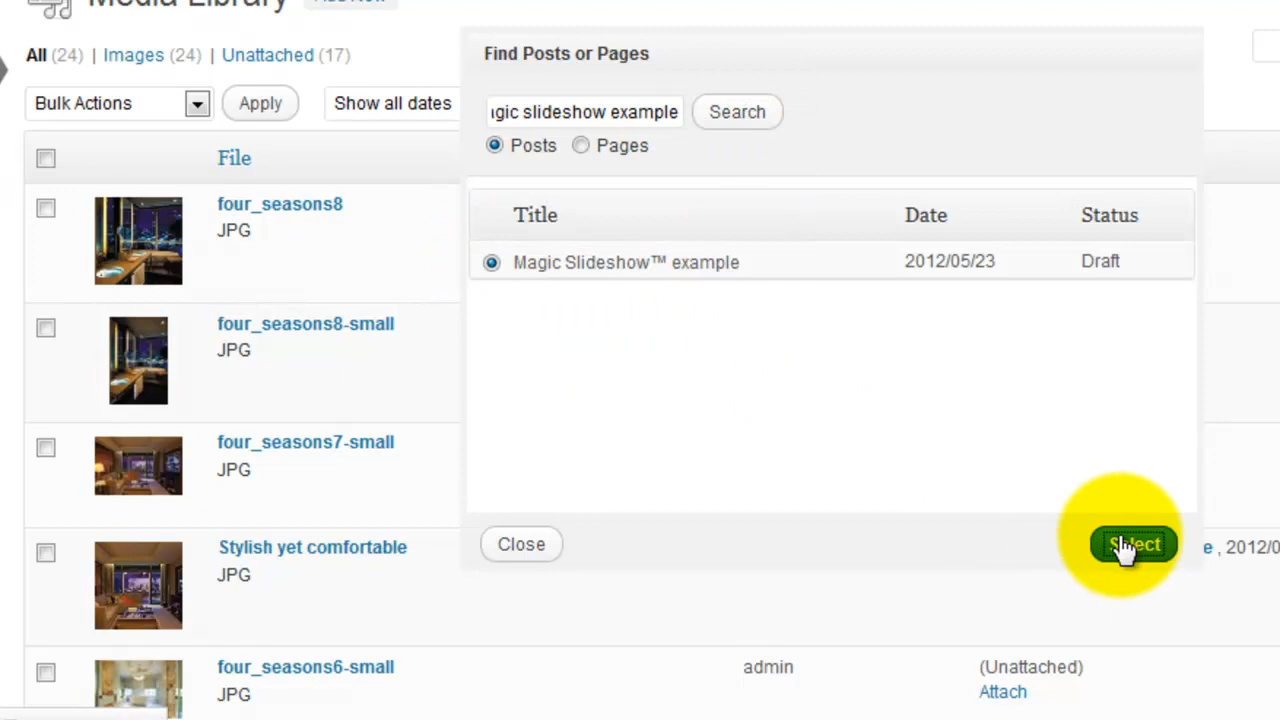 Media Library Add New
All (24) | Images (24) | Unattached (17)
Bulk Actions
Apply
Show all dates
File
four_seasons8
JPG
four_seasons8-small
JPG
four_seasons7-small
JPG
Stylish yet comfortable
JPG
four_seasons6-small
JPG
admin
(Unattached)
Attach
Find Posts or Pages
gic slideshow example
Search
Posts
Pages
Title Date Status
Magic Slideshow™ example 2012/05/23 Draft
Close
Select
e , 2012/0